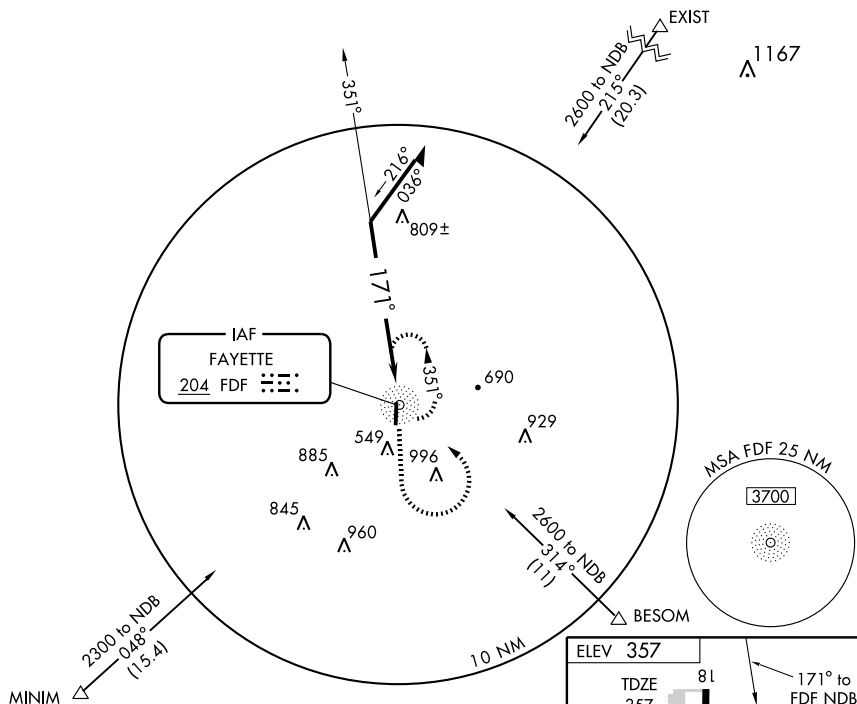 EXIST
1167
2600 to NDB
215°
(20.3)
351°
216°
036°
809±
171°
IAF
FAYETTE
204 FDF
351°
690
929
549
996
885
845
960
MSA FDF 25 NM
3700
2600 to NDB
314°
(11)
BESOM
2300 to NDB
048°
(15.4)
MINIM
10 NM
ELEV 357
TDZE
357
18
171° to
FDF NDB